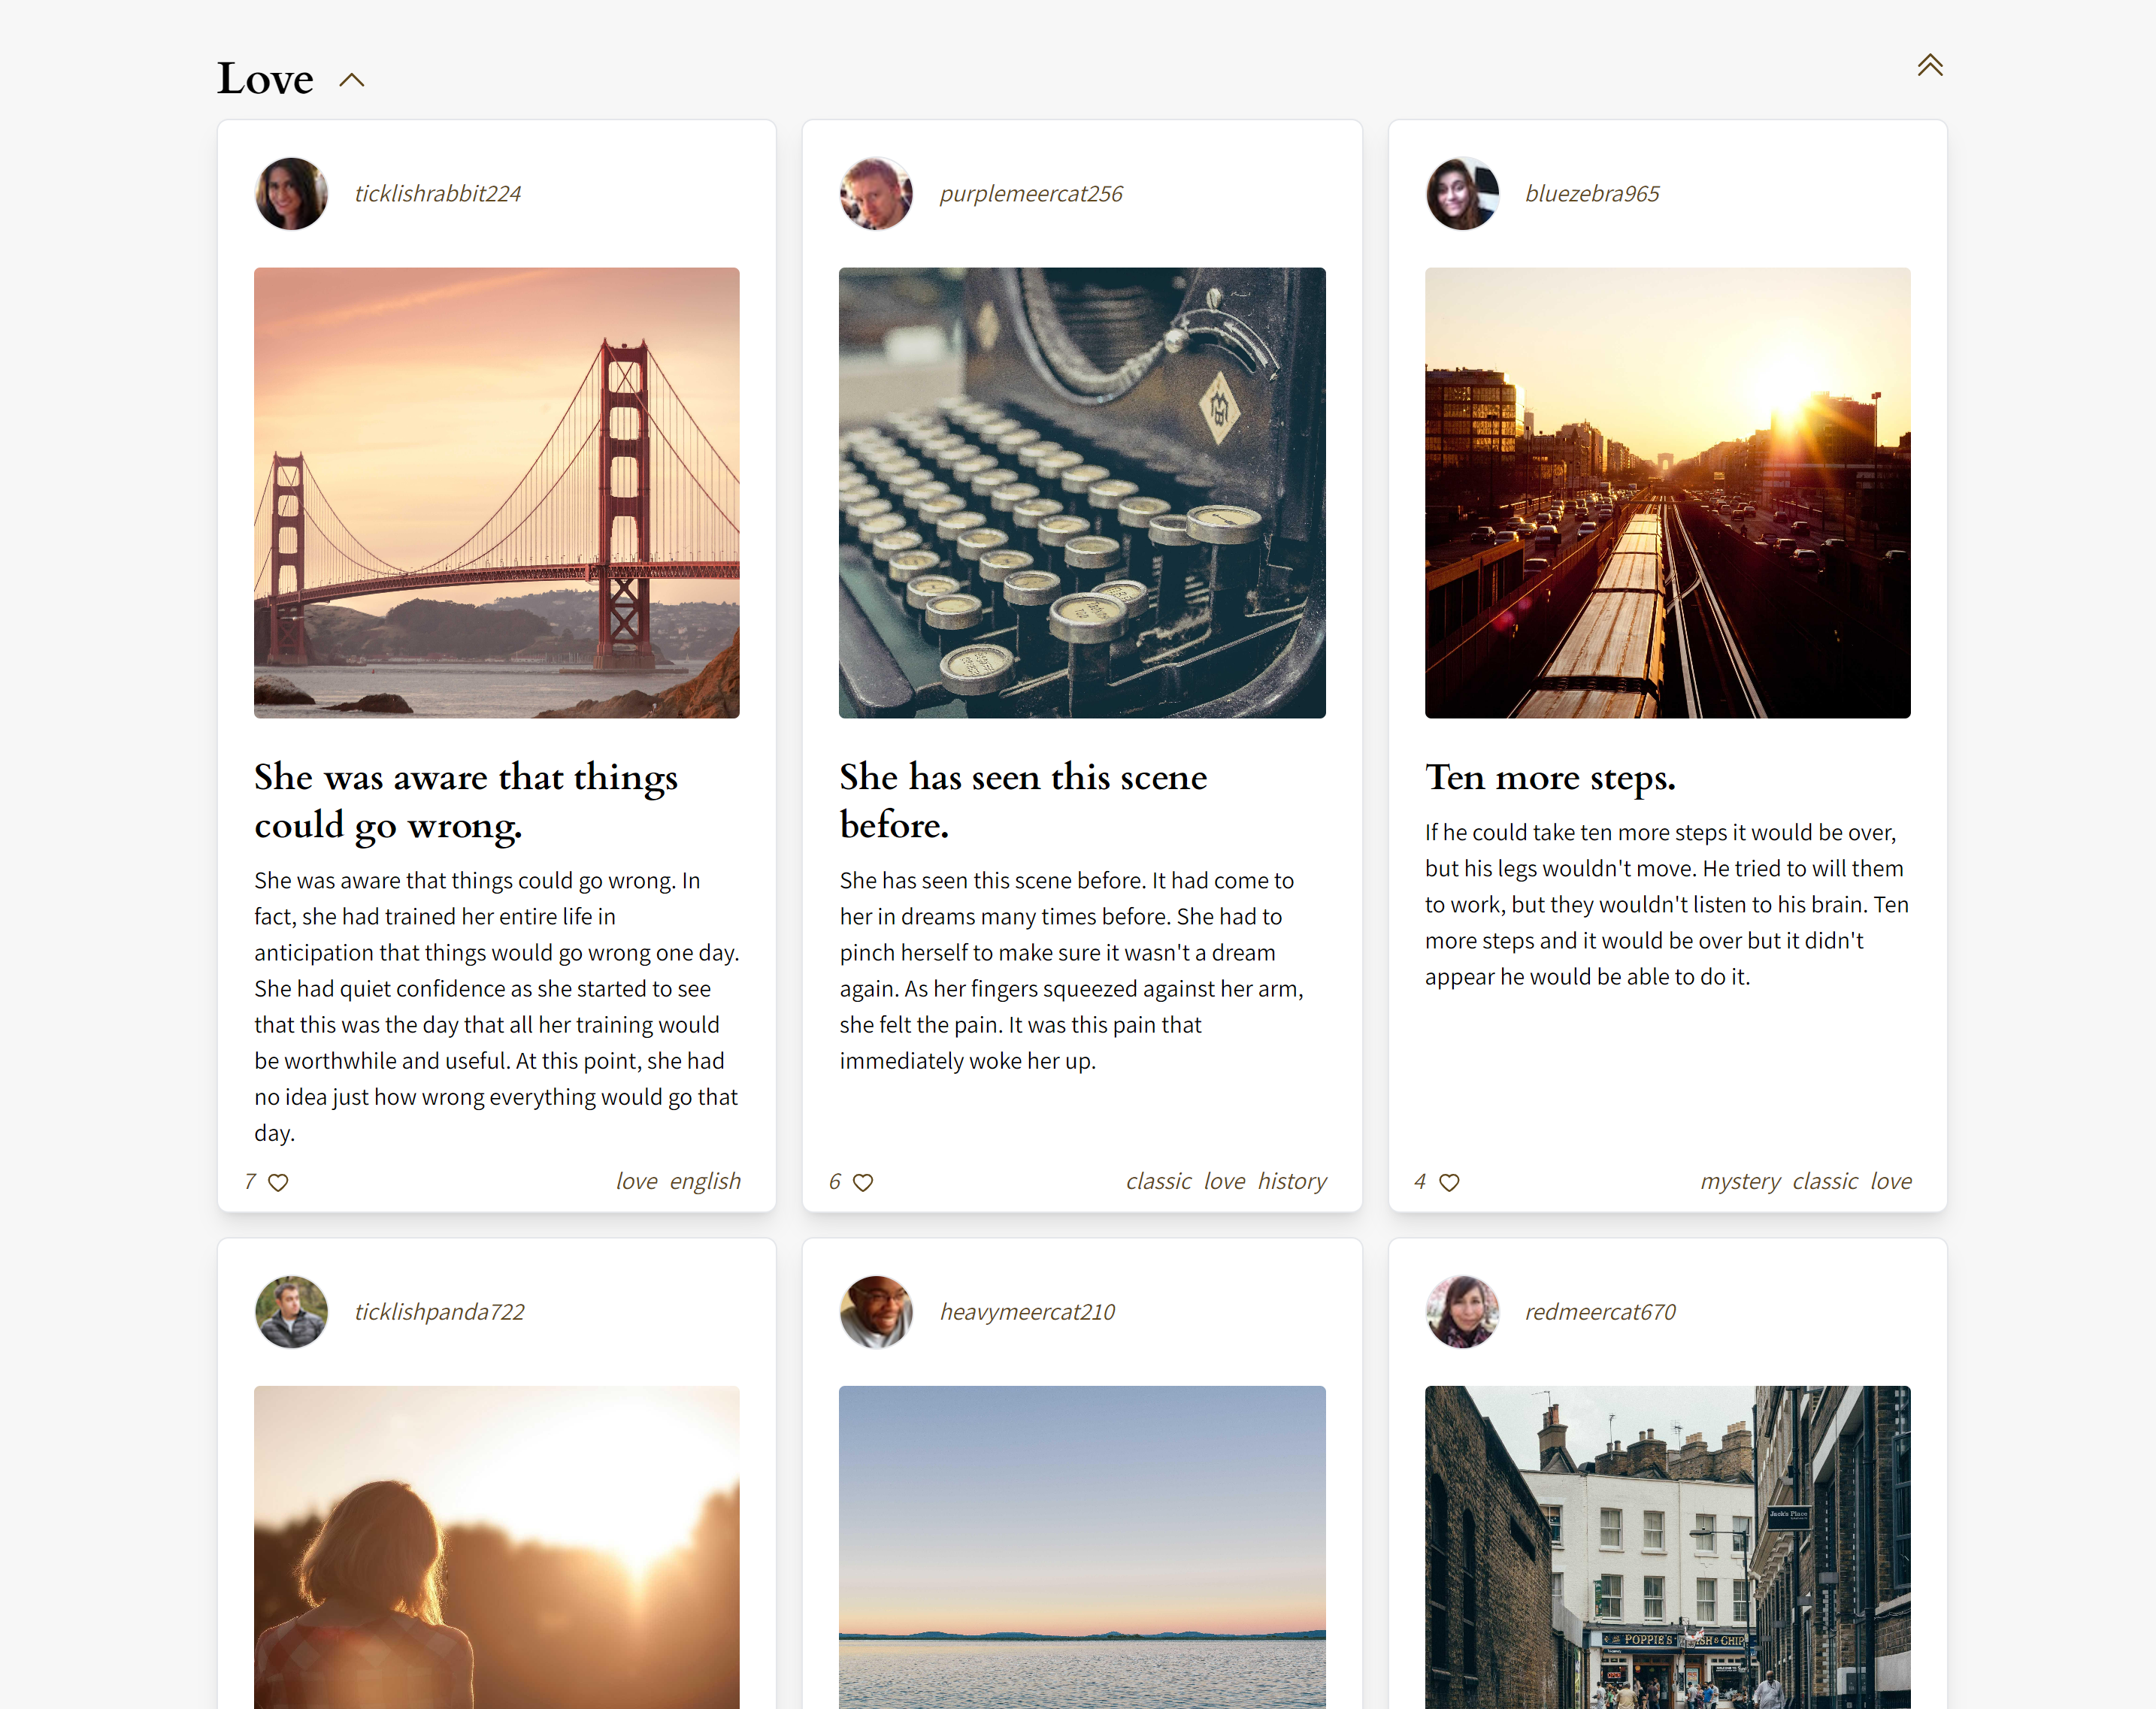 Love
ticklishrabbit224
purplemeercat256
bluezebra965
She was aware that things
could go wrong.
She was aware that things could go wrong. In
fact, she had trained her entire life in
anticipation that things would go wrong one day.
She had quiet confidence as she started to see
that this was the day that all her training would
be worthwhile and useful. At this point, she had
no idea just how wrong everything would go that
day.
7
love english
She has seen this scene
before.
She has seen this scene before. It had come to
her in dreams many times before. She had to
pinch herself to make sure it wasn't a dream
again. As her fingers squeezed against her arm,
she felt the pain. It was this pain that
immediately woke her up.
6
classic love history
Ten more steps.
If he could take ten more steps it would be over,
but his legs wouldn't move. He tried to will them
to work, but they wouldn't listen to his brain. Ten
more steps and it would be over but it didn't
appear he would be able to do it.
4
mystery classic love
ticklishpanda722
heavymeercat210
redmeercat670
Jack's Place
POPPIE'S